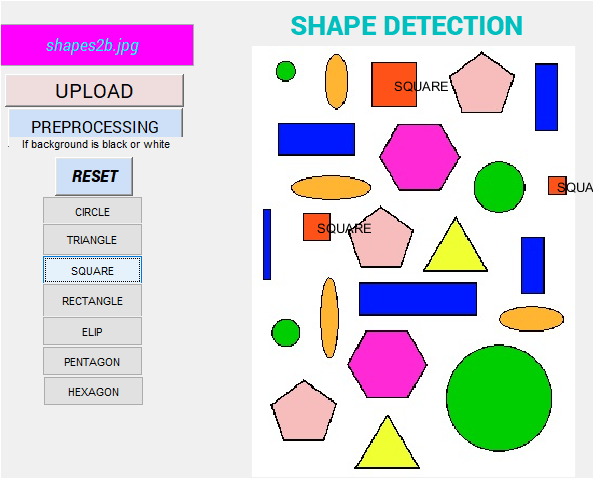 SHAPE DETECTION
shapes2b.jpg
UPLOAD
PREPROCESSING
If background is black or white
RESET
CIRCLE
TRIANGLE
SQUARE
RECTANGLE
ELIP
PENTAGON
HEXAGON
SQUARE
SQUA
SQUARE